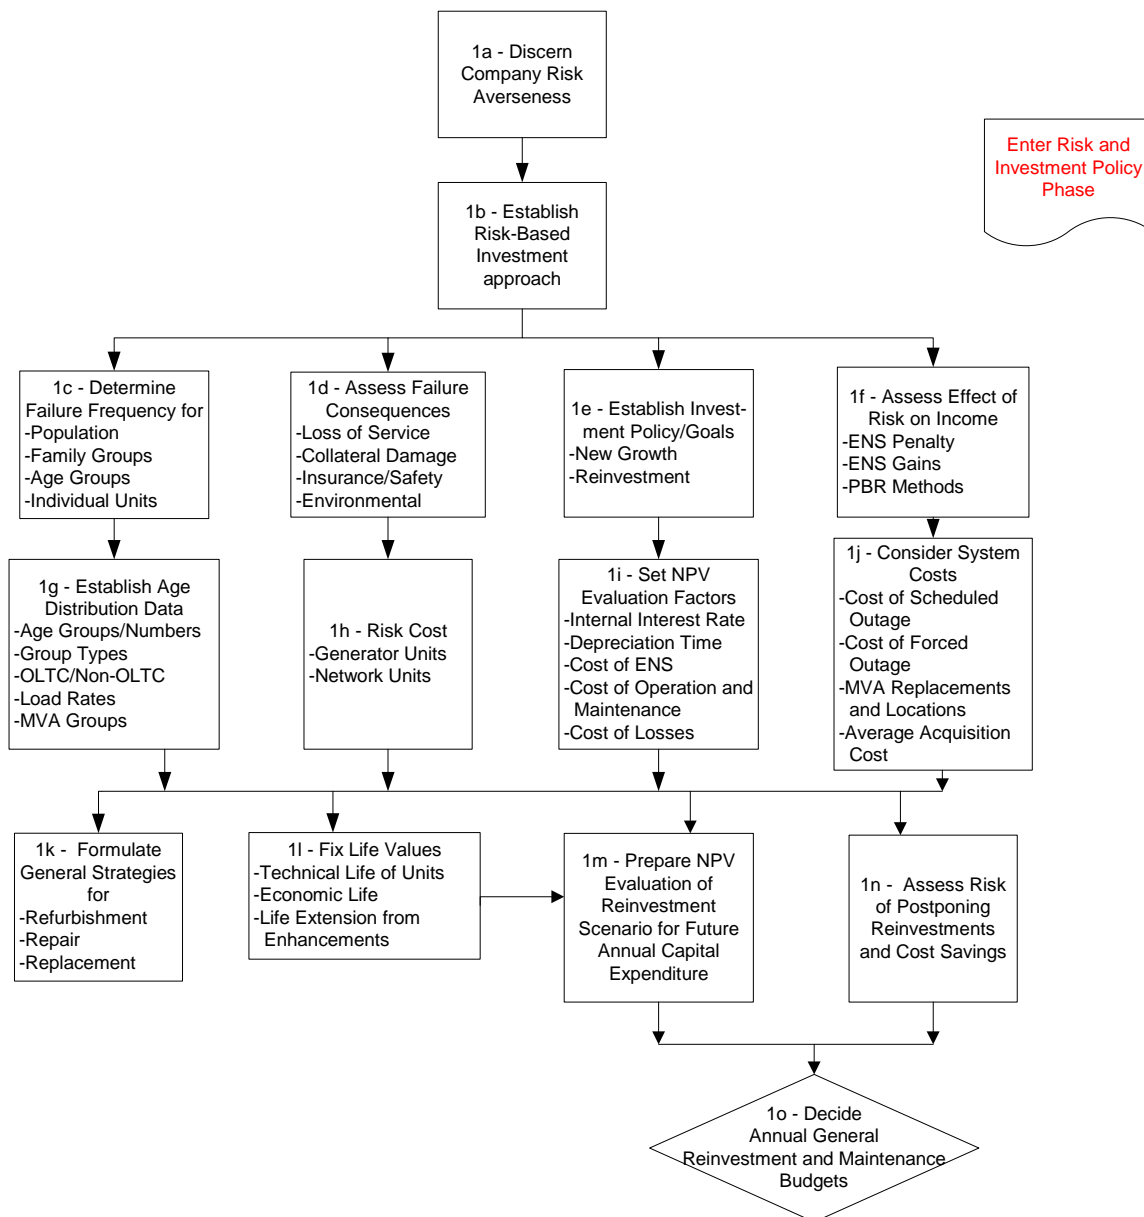 1a - Discern
Company Risk
Averseness
Enter Risk and
Investment Policy
Phase
1b - Establish
Risk-Based
Investment
approach
1c - Determine
Failure Frequency for
-Population
-Family Groups
-Age Groups
-Individual Units
1d - Assess Failure
Consequences
-Loss of Service
-Collateral Damage
-Insurance/Safety
-Environmental
1e - Establish Invest-
ment Policy/Goals
-New Growth
-Reinvestment
1f - Assess Effect of
Risk on Income
-ENS Penalty
-ENS Gains
-PBR Methods
1g - Establish Age
Distribution Data
-Age Groups/Numbers
-Group Types
-OLTC/Non-OLTC
-Load Rates
-MVA Groups
1h - Risk Cost
-Generator Units
-Network Units
1i - Set NPV
Evaluation Factors
-Internal Interest Rate
-Depreciation Time
-Cost of ENS
-Cost of Operation and
Maintenance
-Cost of Losses
1j - Consider System
Costs
-Cost of Scheduled
Outage
-Cost of Forced
Outage
-MVA Replacements
and Locations
-Average Acquisition
Cost
1k - Formulate
General Strategies
for
-Refurbishment
-Repair
-Replacement
1l - Fix Life Values
-Technical Life of Units
-Economic Life
-Life Extension from
Enhancements
1m - Prepare NPV
Evaluation of
Reinvestment
Scenario for Future
Annual Capital
Expenditure
1n - Assess Risk
of Postponing
Reinvestments
and Cost Savings
1o - Decide
Annual General
Reinvestment and Maintenance
Budgets